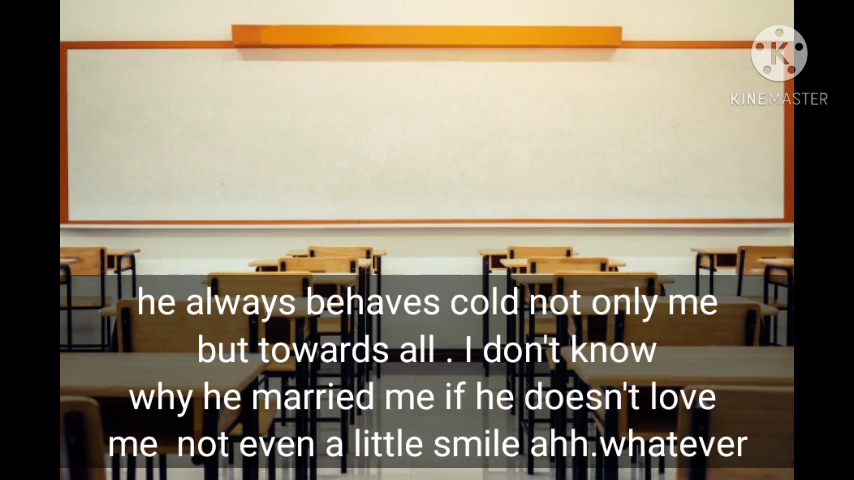 KINEMASTER
he always behaves cold not only me
but towards all . I don't know
why he married me if he doesn't love
me  not even a little smile ahh.whatever